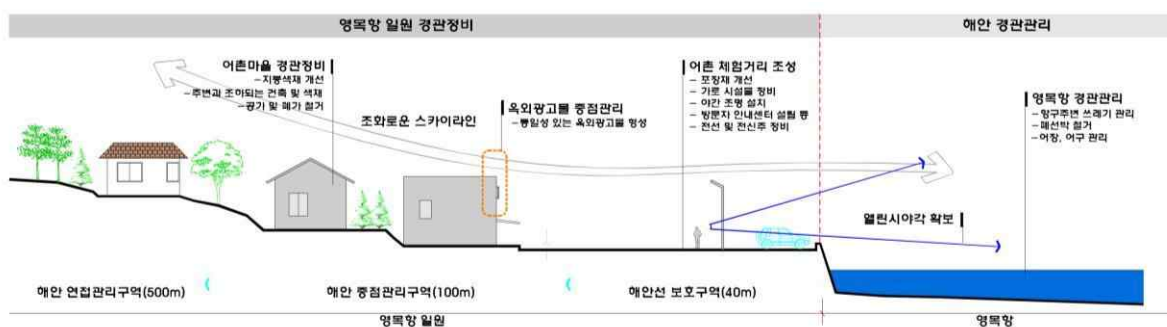 영목항 일원 경관정비
해안 경관관리
어촌마을 경관정비
-지붕색채 개선
-주변과 조화되는 건축 및 색채
-공가 및 폐가 철거
조화로운 스카이라인
옥외광고물 중점관리
-통일성 있는 옥외광고물 형성
어촌 체험거리 조성
- 포장재 개선
- 가로 시설물 정비
- 야간 조명 설치
- 방문자 안내센터 설립 등
- 전선 및 전신주 정비
영목항 경관관리
-항구주변 쓰레기 관리
-폐선박 철거
-어장, 어구 관리
열린시야각 확보
해안 연접관리구역(500m)
해안 중점관리구역(100m)
해안선 보호구역(40m)
영목항 일원
영목항